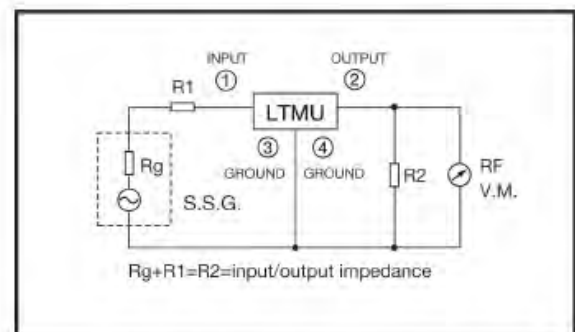 INPUT OUTPUT
① ②
R1
LTMU
③ ④
Rg GROUND GROUND R2 RF
S.S.G. V.M.
Rg+R1=R2=input/output impedance